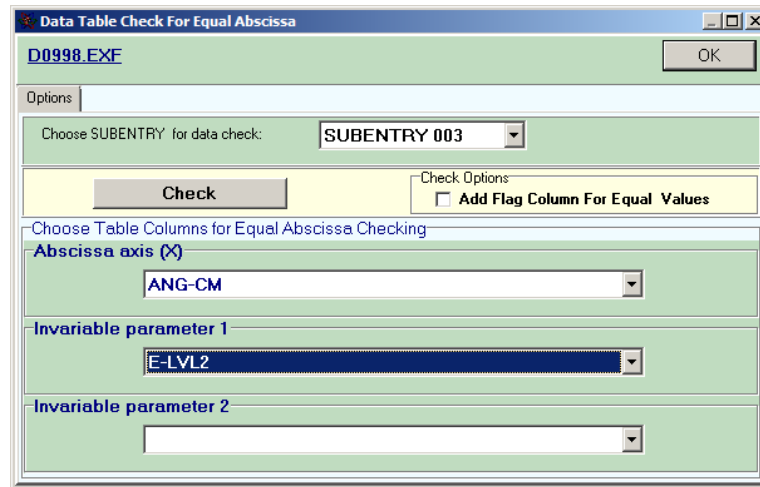 Data Table Check For Equal Abscissa
D0998.EXF
OK
Options
Choose SUBENTRY for data check:
SUBENTRY 003
Check
Check Options
Add Flag Column For Equal Values
Choose Table Columns for Equal Abscissa Checking
Abscissa axis (X)
ANG-CM
Invariable parameter 1
E-LVL2
Invariable parameter 2